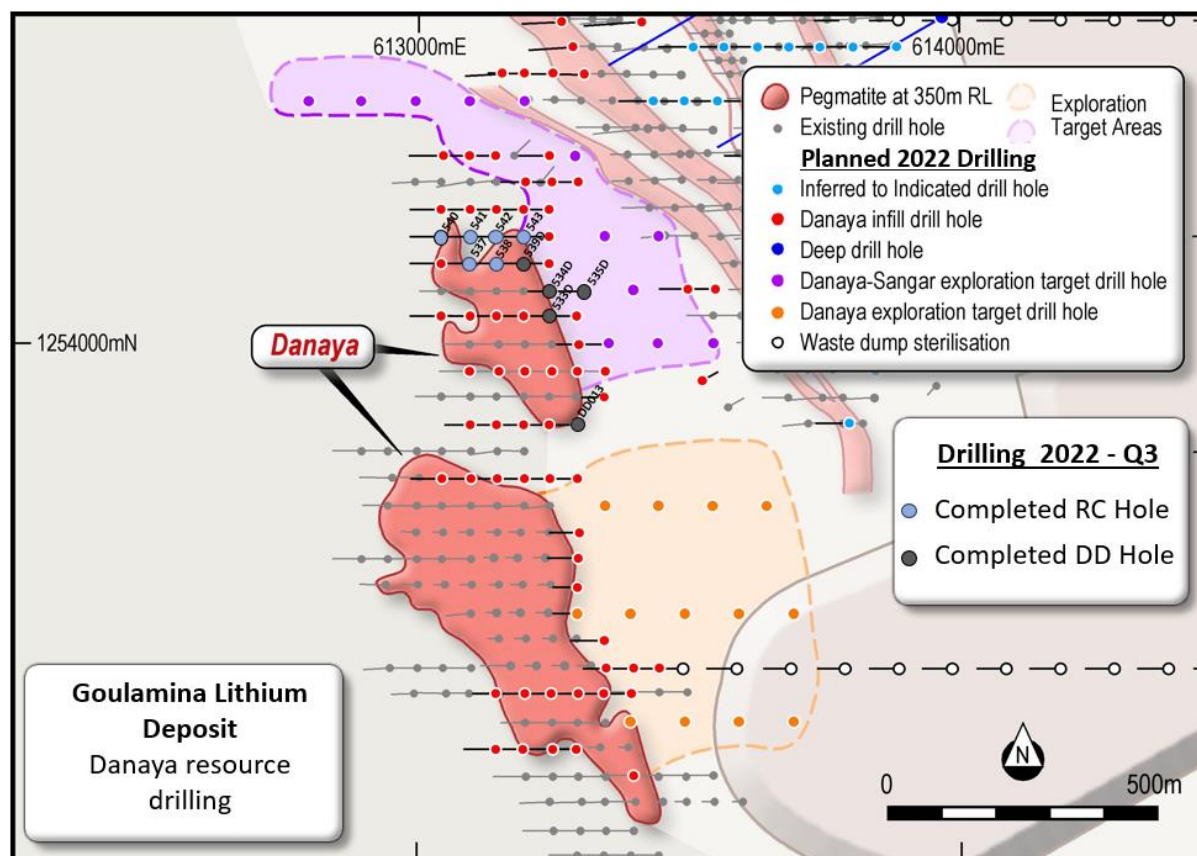 613000mE
614000mE
Pegmatite at 350m RL
Exploration
Target Areas
Existing drill hole
Planned 2022 Drilling
Inferred to Indicated drill hole
Danaya infill drill hole
Deep drill hole
Danaya-Sangar exploration target drill hole
Danaya exploration target drill hole
Waste dump sterilisation
540
541
542
543
537
538
539D
534D
535D
533D
1254000mN
Danaya
DD013
Drilling 2022 - Q3
Completed RC Hole
Completed DD Hole
Goulamina Lithium
Deposit
Danaya resource
drilling
N
0
500m